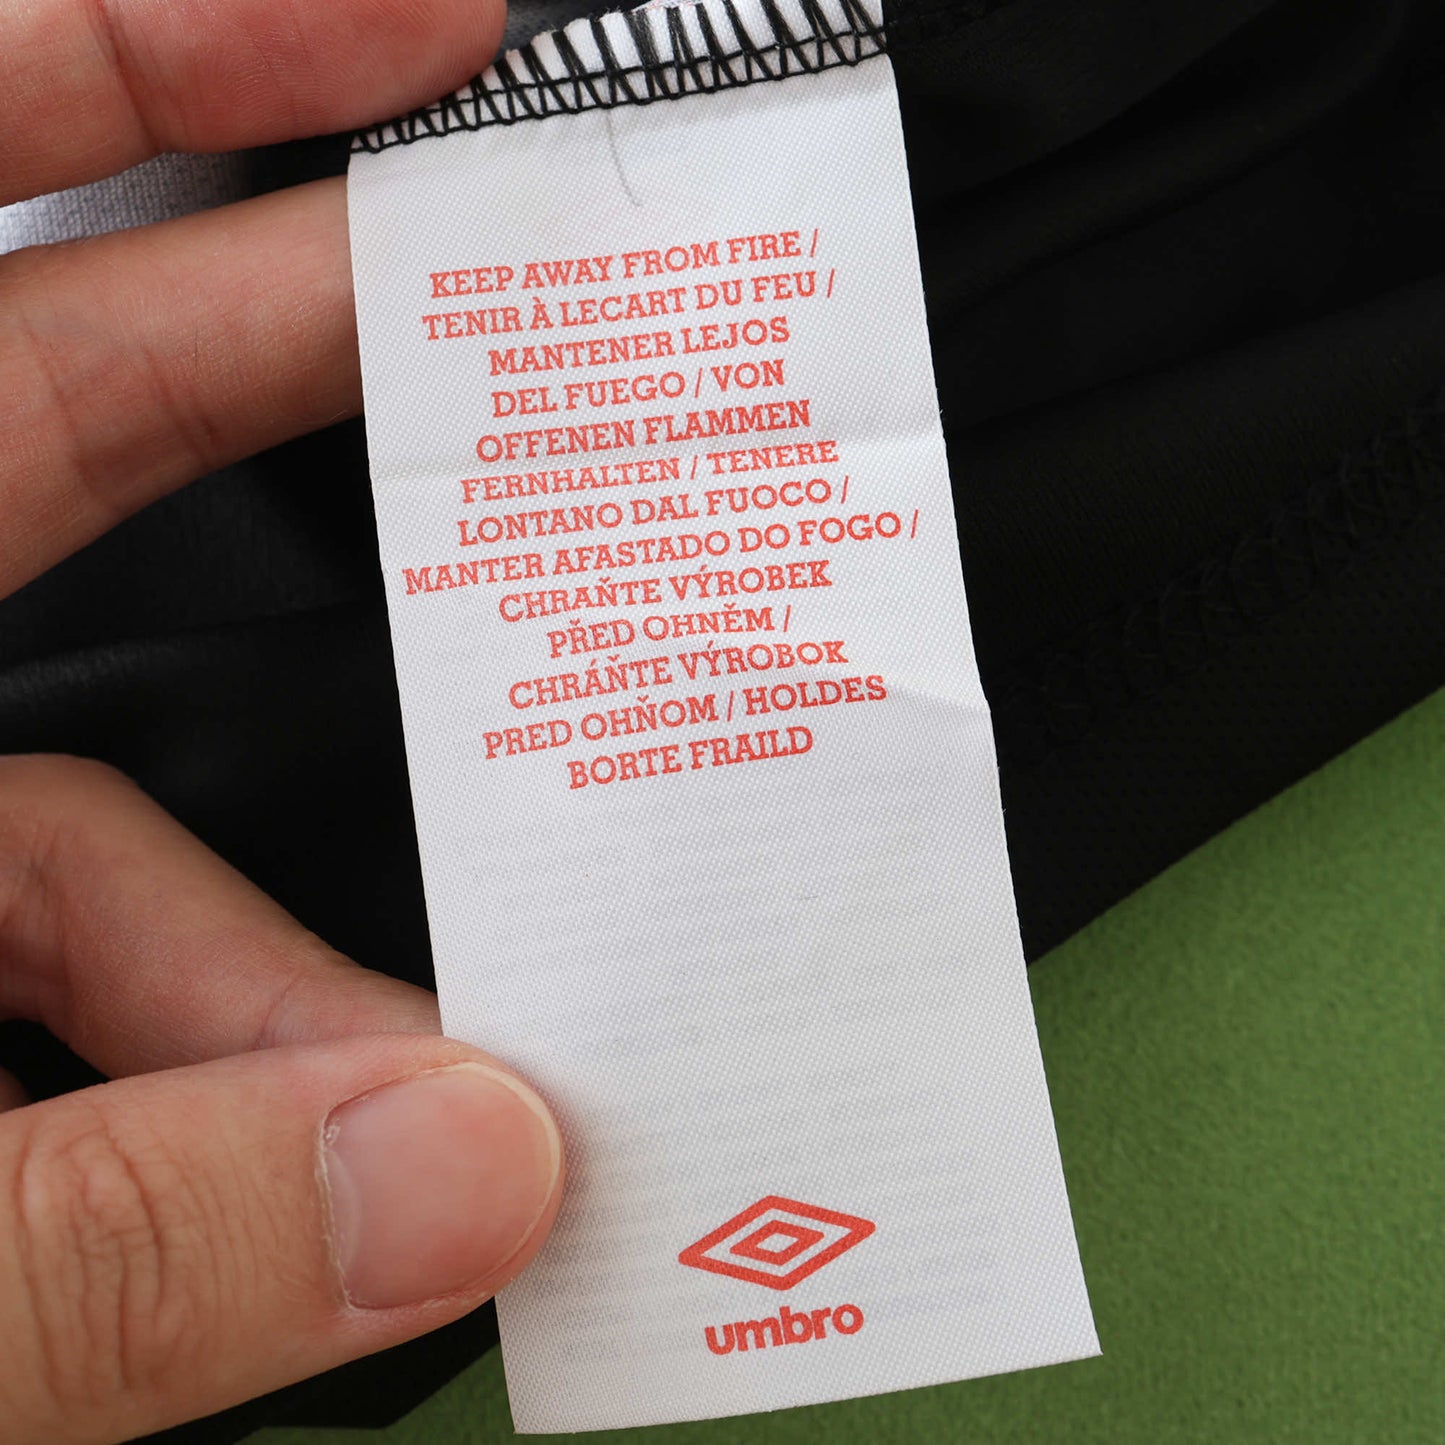 KEEP AWAY FROM FIRE /
TENIR À LECART DU FEU /
MANTENER LEJOS
DEL FUEGO / VON
OFFENEN FLAMMEN
FERNHALTEN / TENERE
LONTANO DAL FUOCO /
MANTER AFASTADO DO FOGO /
CHRAŇTE VÝROBEK
PŘED OHNĚM /
CHRÁŇTE VÝROBOK
PRED OHŇOM / HOLDES
BORTE FRAILD
umbro